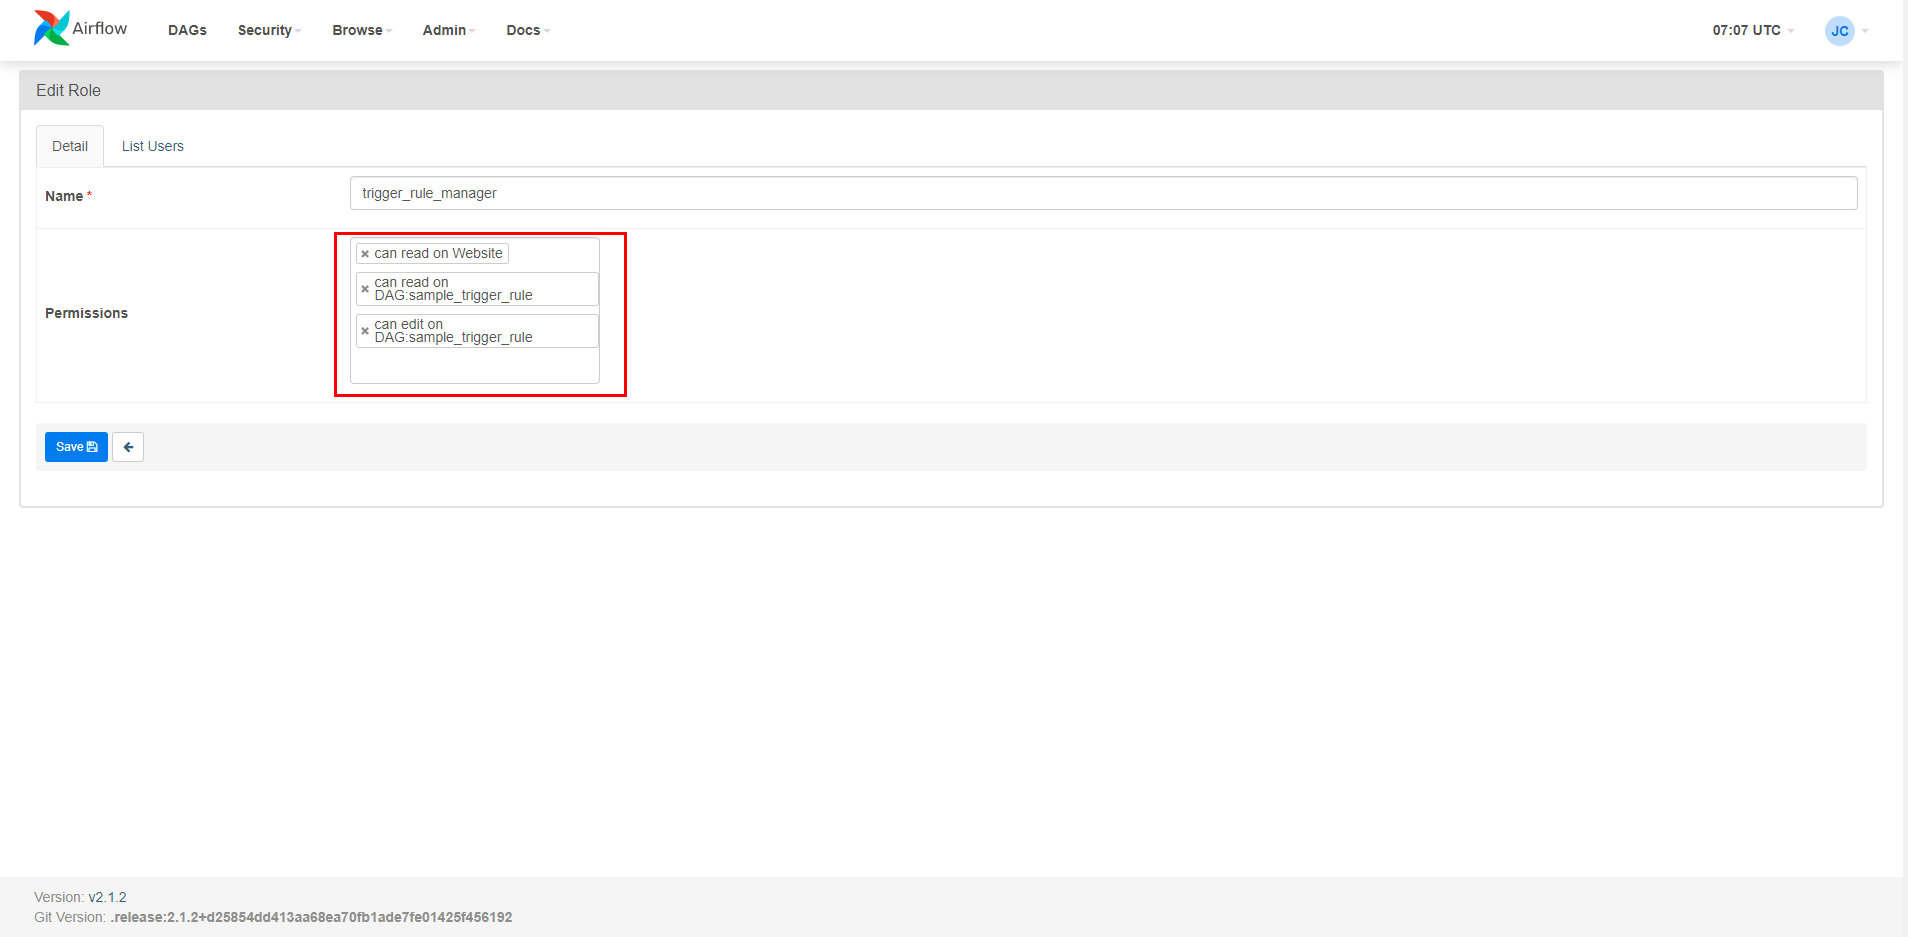 Airflow DAGs Security Browse Admin Docs 07:07 UTC JC
Edit Role
Detail List Users
Name * trigger_rule_manager
Permissions
can read on Website
can read on
DAG:sample_trigger_rule
can edit on
DAG:sample_trigger_rule
Save
Version: v2.1.2
Git Version: .release:2.1.2+d25854dd413aa68ea70fb1ade7fe01425f456192